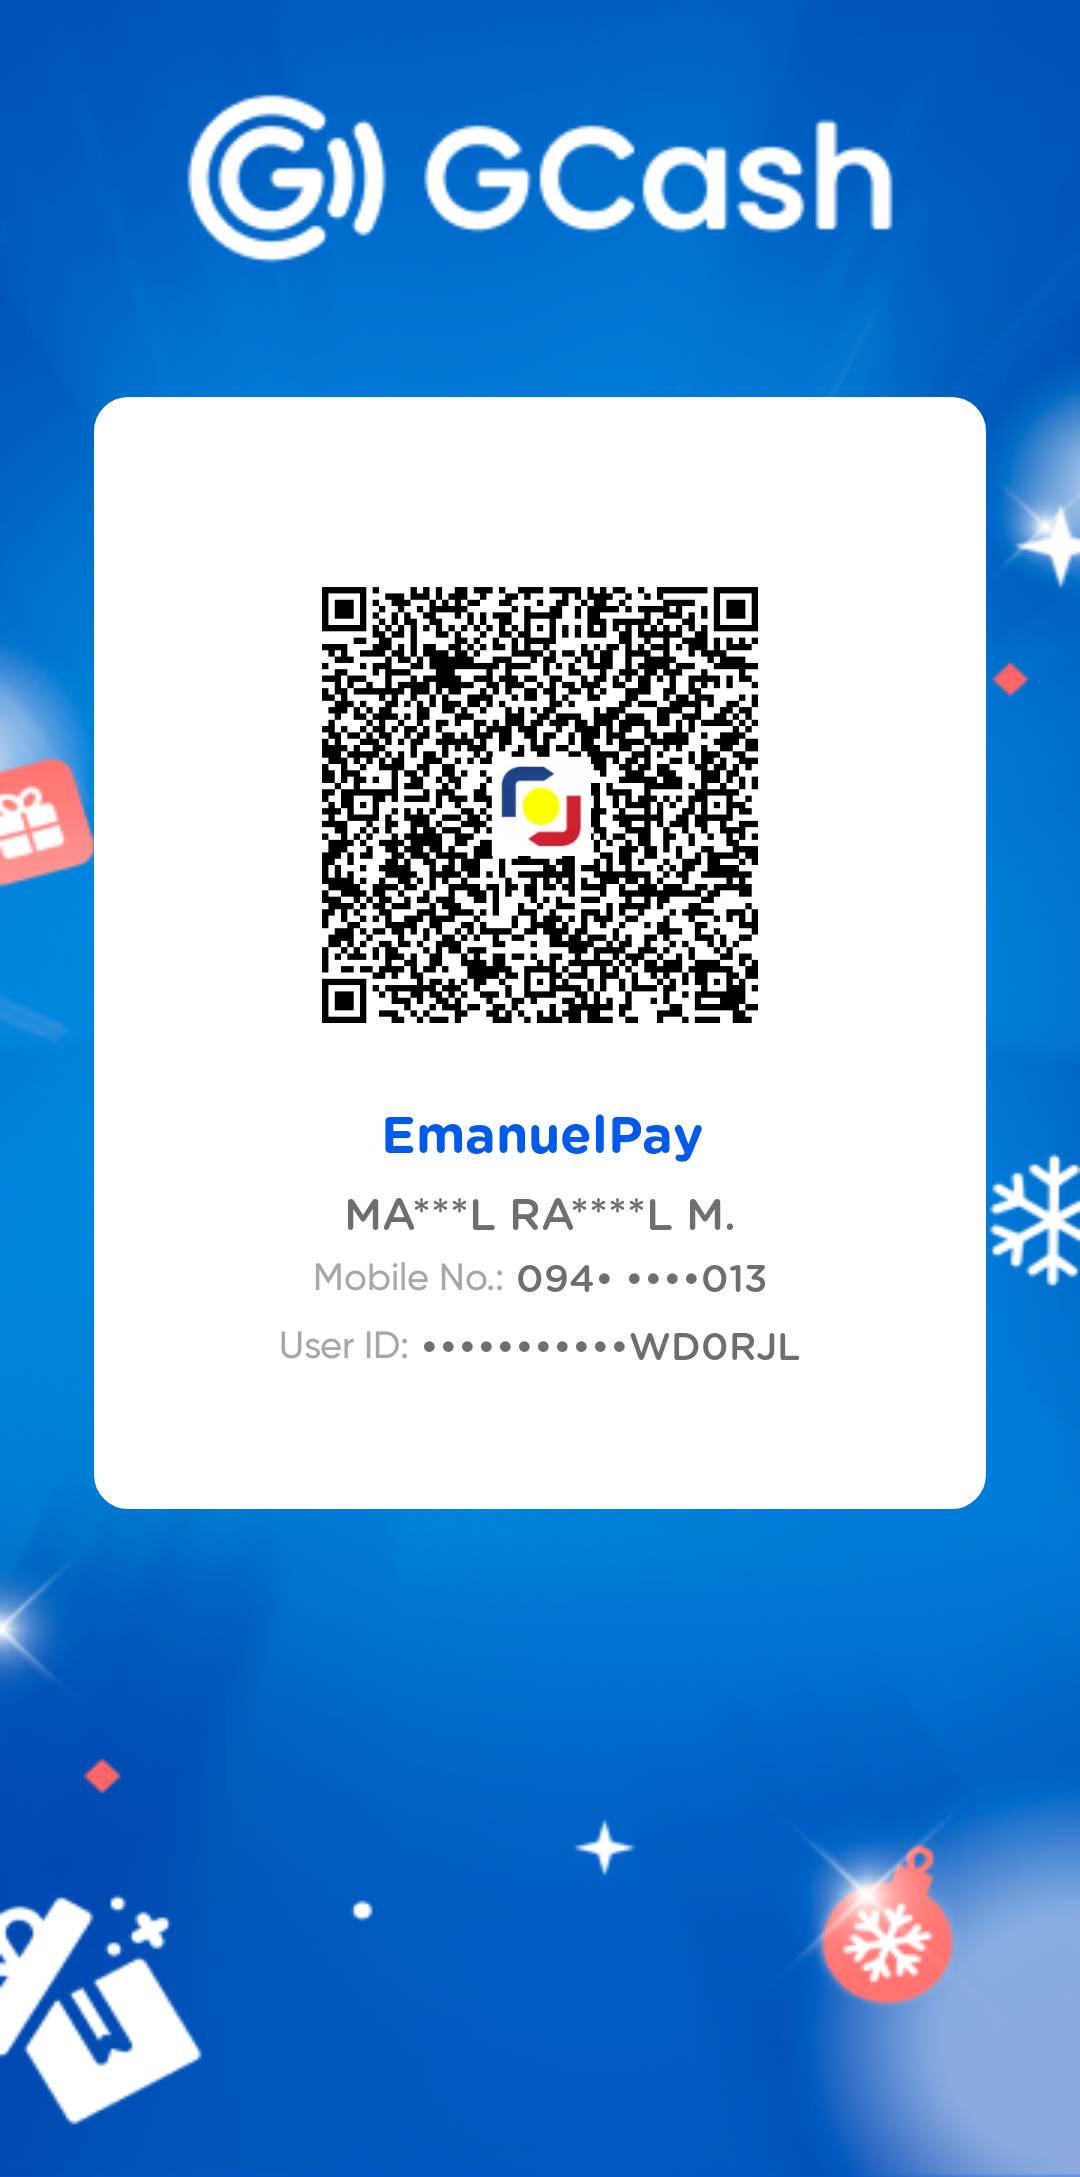 GCash
EmanuelPay
MA***L RA****L M.
Mobile No.: 094• ••••013
User ID: •••••••••••WD0RJL